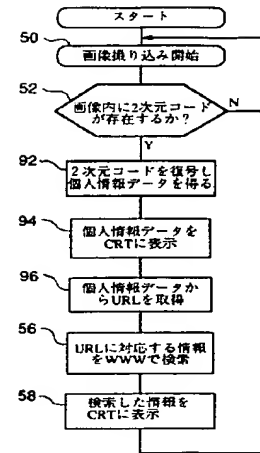 スタート
50
画像撮り込み開始
52
画像内に2次元コード
が存在するか?
N
Y
92
2次元コードを復号し
個人情報データを得る
94
個人情報データを
CRTに表示
96
個人情報データか
らURLを取得
56
URLに対応する情報
をWWWで検索
58
検索した情報を
CRTに表示